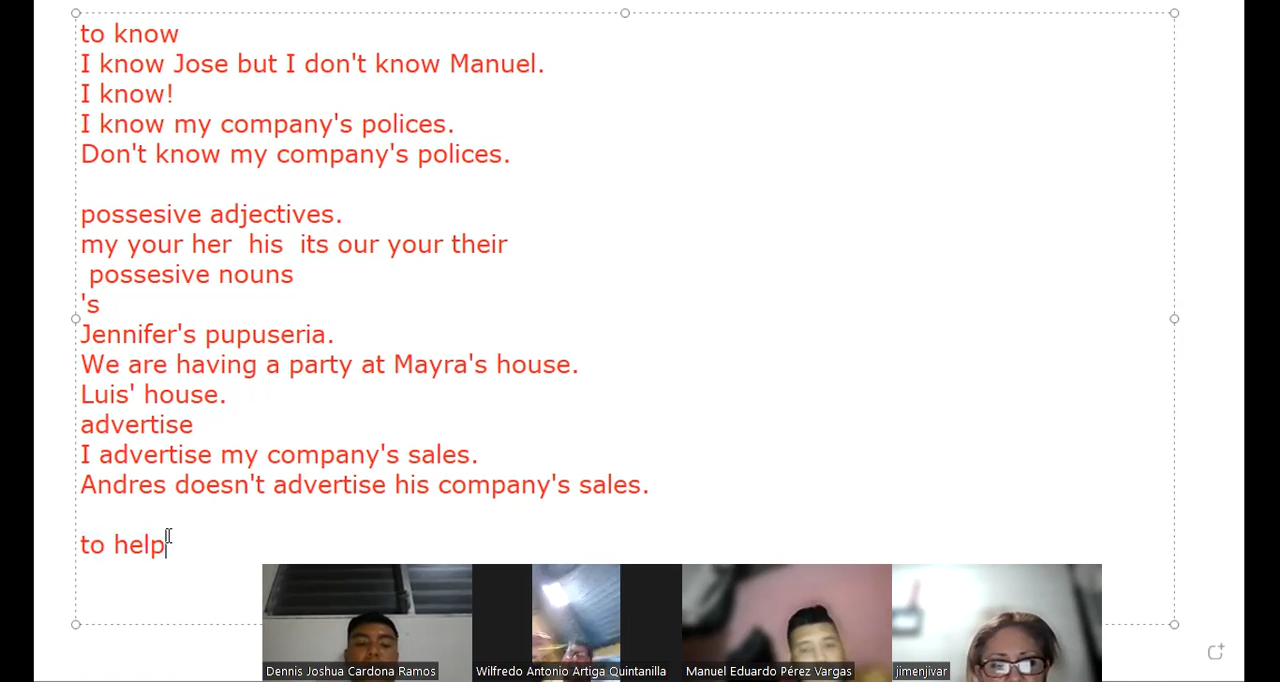 to know
I know Jose but I don't know Manuel.
I know!
I know my company's polices.
Don't know my company's polices.
possesive adjectives.
my your her  his  its our your their
possesive nouns
's
Jennifer's pupuseria.
We are having a party at Mayra's house.
Luis' house.
advertise
I advertise my company's sales.
Andres doesn't advertise his company's sales.
to help
Dennis Joshua Cardona Ramos
Wilfredo Antonio Artiga Quintanilla
Manuel Eduardo Pérez Vargas
jimenjivar